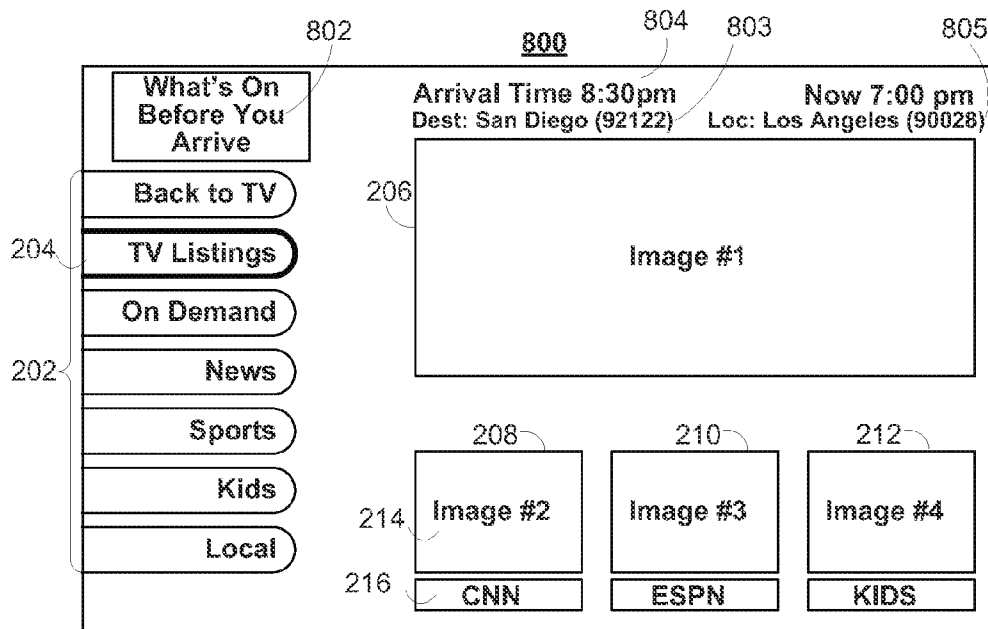 800
802
804
803
805
What's On
Before You
Arrive
Arrival Time 8:30pm
Now 7:00 pm
Dest: San Diego (92122)
Loc: Los Angeles (90028)
202
204
Back to TV
TV Listings
On Demand
News
Sports
Kids
Local
206
Image #1
208
210
212
214
Image #2
Image #3
Image #4
216
CNN
ESPN
KIDS